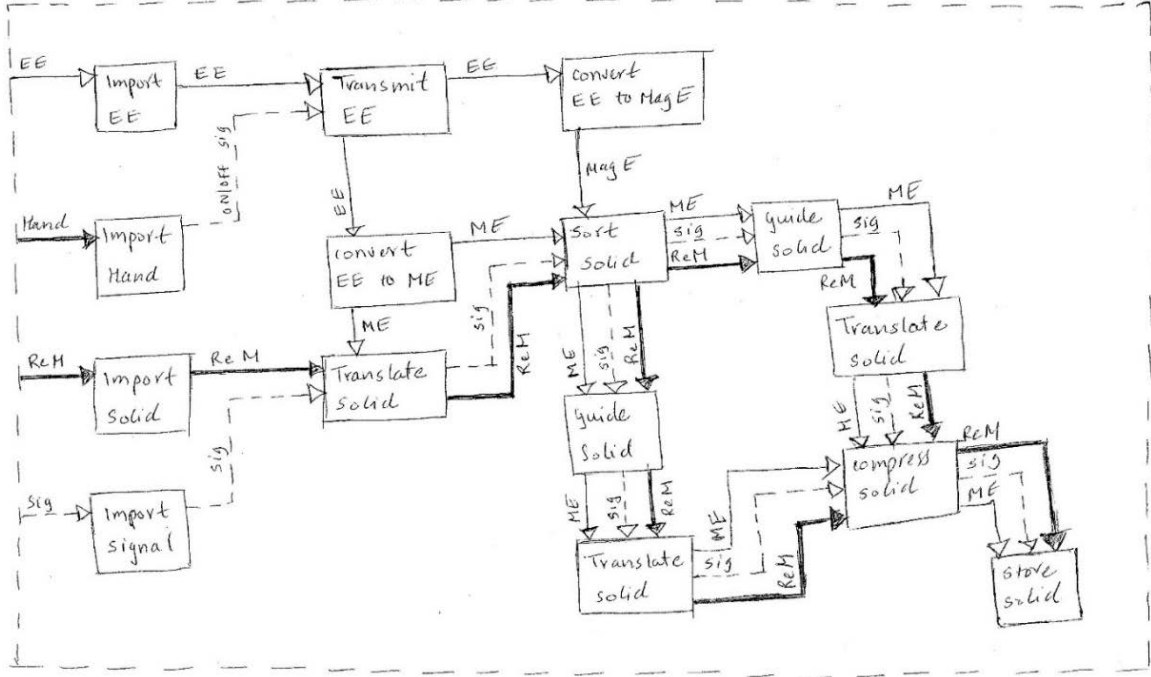 EE
Import
EE
EE
Transmit
EE
EE
Convert
EE to MagE
ON/OFF sig
EE
MagE
Hand
Import
Hand
convert
EE to ME
ME
Sort
Solid
ME
sig
ReM
guide
solid
ME
sig
ReM
ME
sig
ReM
ReM
Import
Solid
ReM
Translate
Solid
ME
sig
ReM
Translate
solid
sig
guide
Solid
ME
sig
ReM
Sig
Import
Signal
ME
sig
ReM
Translate
solid
ME
sig
ReM
compress
solid
ReM
sig
ME
store
solid